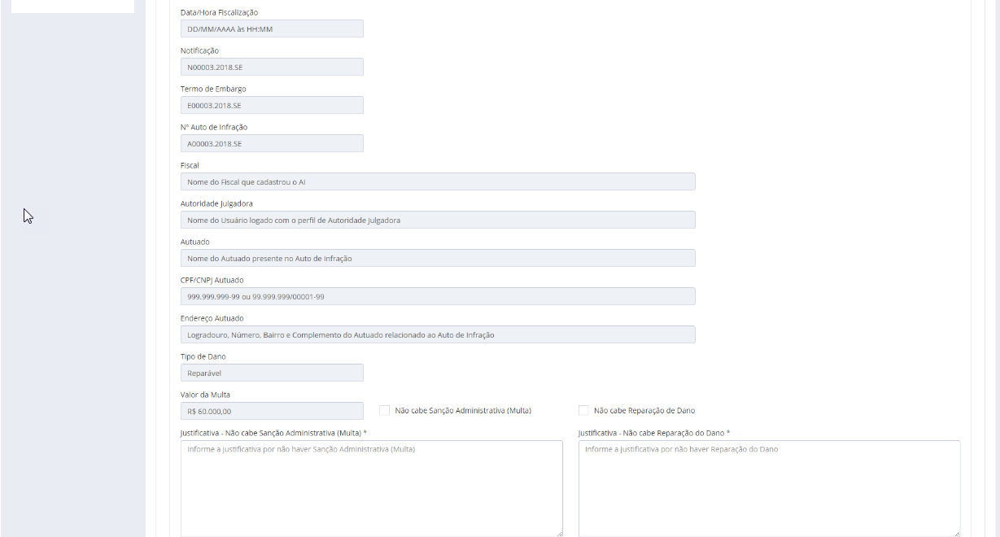 Data/Hora Fiscalização
DD/MM/AAAA às HH:MM
Notificação
N00003.2018.SE
Termo de Embargo
E00003.2018.SE
Nº Auto de Infração
A00003.2018.SE
Fiscal
Nome do Fiscal que cadastrou o AI
Autoridade Julgadora
Nome do Usuário logado com o perfil de Autoridade Julgadora
Autuado
Nome do Autuado presente no Auto de Infração
CPF/CNPJ Autuado
999.999.999-99 ou 99.999.999/00001-99
Endereço Autuado
Logradouro, Número, Bairro e Complemento do Autuado relacionado ao Auto de Infração
Tipo de Dano
Reparável
Valor da Multa
R$ 60.000,00 Não cabe Sanção Administrativa (Multa) Não cabe Reparação de Dano
Justificativa - Não cabe Sanção Administrativa (Multa) * Justificativa - Não cabe Reparação do Dano *
Informe a justificativa por não haver Sanção Administrativa (Multa) Informe a justificativa por não haver Reparação do Dano